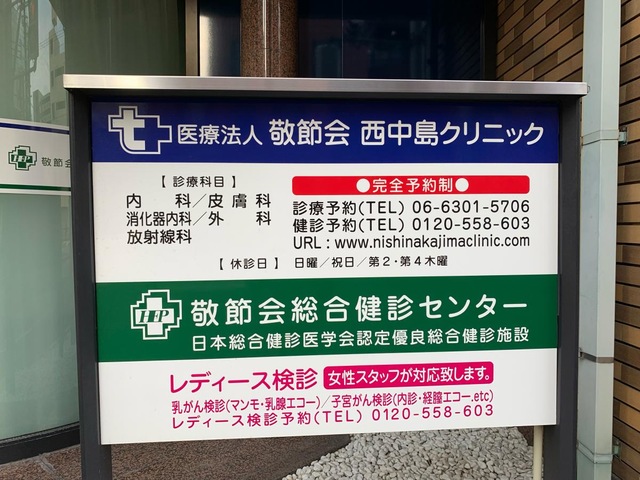 t 医療法人 敬節会 西中島クリニック
【 診療科目 】
内科／皮膚科
消化器内科／外科
放射線科
●完全予約制●
診療予約(TEL) 06-6301-5706
健診予約(TEL) 0120-558-603
URL : www.nishinakajimaclinic.com
【 休診日 】 日曜／祝日／第2・第4木曜
HEP 敬節会総合健診センター
日本総合健診医学会認定優良総合健診施設
レディース検診 女性スタッフが対応致します。
乳がん検診(マンモ・乳腺エコー)／子宮がん検診(内診・経腟エコー.etc)
レディース検診予約(TEL) 0120-558-603
敬節会